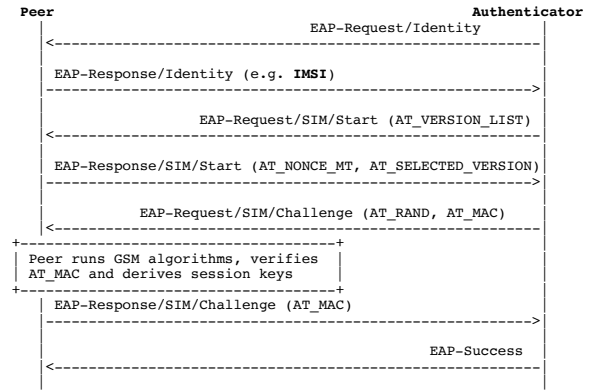 Peer Authenticator
EAP-Request/Identity
EAP-Response/Identity (e.g. IMSI)
EAP-Request/SIM/Start (AT_VERSION_LIST)
EAP-Response/SIM/Start (AT_NONCE_MT, AT_SELECTED_VERSION)
EAP-Request/SIM/Challenge (AT_RAND, AT_MAC)
Peer runs GSM algorithms, verifies
AT_MAC and derives session keys
EAP-Response/SIM/Challenge (AT_MAC)
EAP-Success